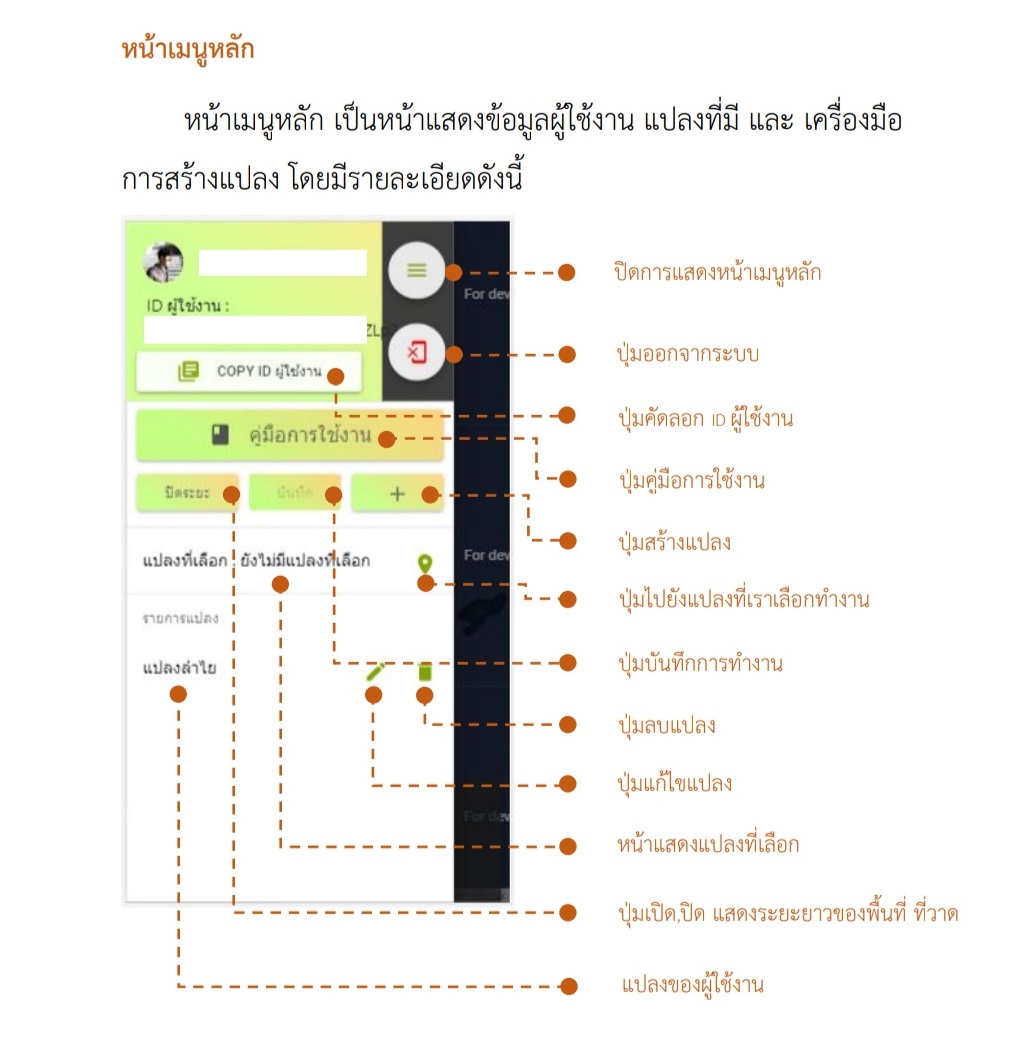 หน้าเมนูหลัก
หน้าเมนูหลัก เป็นหน้าแสดงข้อมูลผู้ใช้งาน แปลงที่มี และ เครื่องมือ
การสร้างแปลง โดยมีรายละเอียดดังนี้
ปิดการแสดงหน้าเมนูหลัก
For dev
ID ผู้ใช้งาน :
ZLp
ปุ่มออกจากระบบ
COPY ID ผู้ใช้งาน
ปุ่มคัดลอก ID ผู้ใช้งาน
คู่มือการใช้งาน
ปุ่มคู่มือการใช้งาน
ปิดระยะ บันทึก +
ปุ่มสร้างแปลง
แปลงที่เลือก : ยังไม่มีแปลงที่เลือก
For dev
ปุ่มไปยังแปลงที่เราเลือกทำงาน
รายการแปลง
ปุ่มบันทึกการทำงาน
แปลงลำไย
ปุ่มลบแปลง
ปุ่มแก้ไขแปลง
For dev
หน้าแสดงแปลงที่เลือก
ปุ่มเปิด,ปิด แสดงระยะยาวของพื้นที่ ที่วาด
แปลงของผู้ใช้งาน